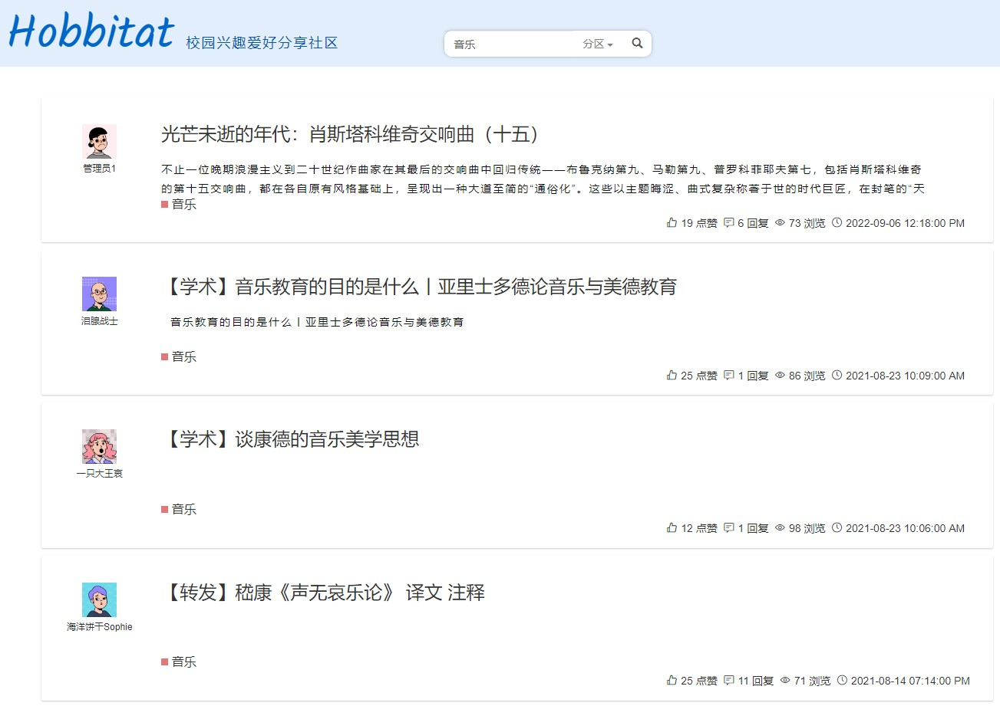 Hobbitat 校园兴趣爱好分享社区
音乐 分区
光芒未逝的年代：肖斯塔科维奇交响曲（十五）
管理员1
不止一位晚期浪漫主义到二十世纪作曲家在其最后的交响曲中回归传统——布鲁克纳第九、马勒第九、普罗科菲耶夫第七，包括肖斯塔科维奇
的第十五交响曲，都在各自原有风格基础上，呈现出一种大道至简的“通俗化”。这些以主题晦涩、曲式复杂称著于世的时代巨匠，在封笔的“天
音乐
19 点赞 6 回复 73 浏览 2022-09-06 12:18:00 PM
【学术】音乐教育的目的是什么丨亚里士多德论音乐与美德教育
泪腺战士
音乐教育的目的是什么丨亚里士多德论音乐与美德教育
音乐
25 点赞 1 回复 86 浏览 2021-08-23 10:09:00 AM
【学术】谈康德的音乐美学思想
一只大王哀
音乐
12 点赞 1 回复 98 浏览 2021-08-23 10:06:00 AM
【转发】嵇康《声无哀乐论》 译文 注释
海洋饼干Sophie
音乐
25 点赞 11 回复 71 浏览 2021-08-14 07:14:00 PM